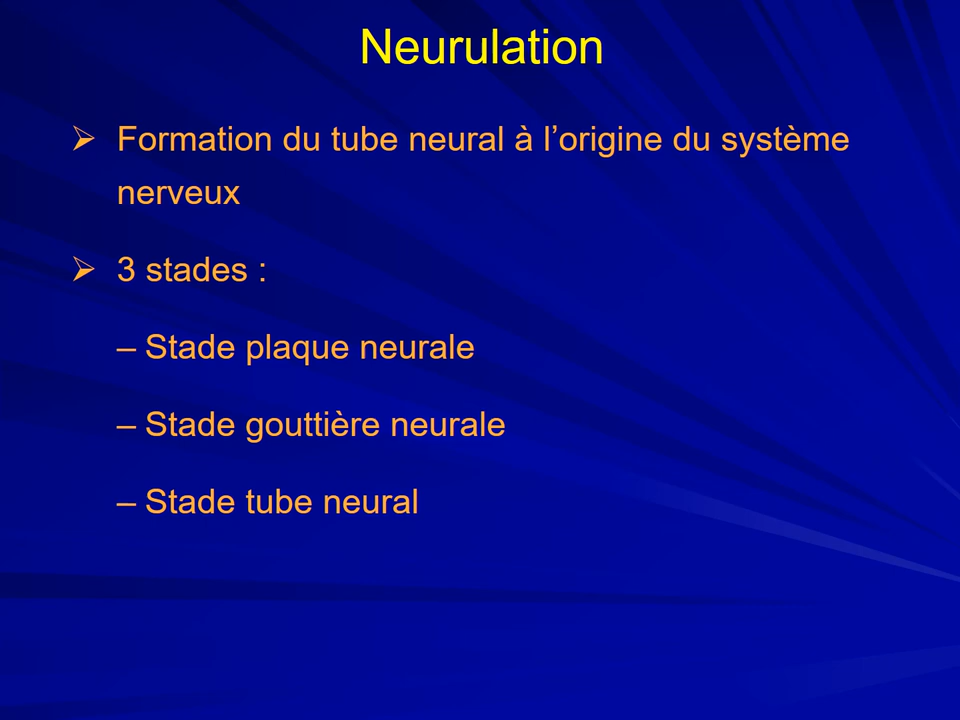 Neurulation
➢ Formation du tube neural à l’origine du système
nerveux
➢ 3 stades :
– Stade plaque neurale
– Stade gouttière neurale
– Stade tube neural